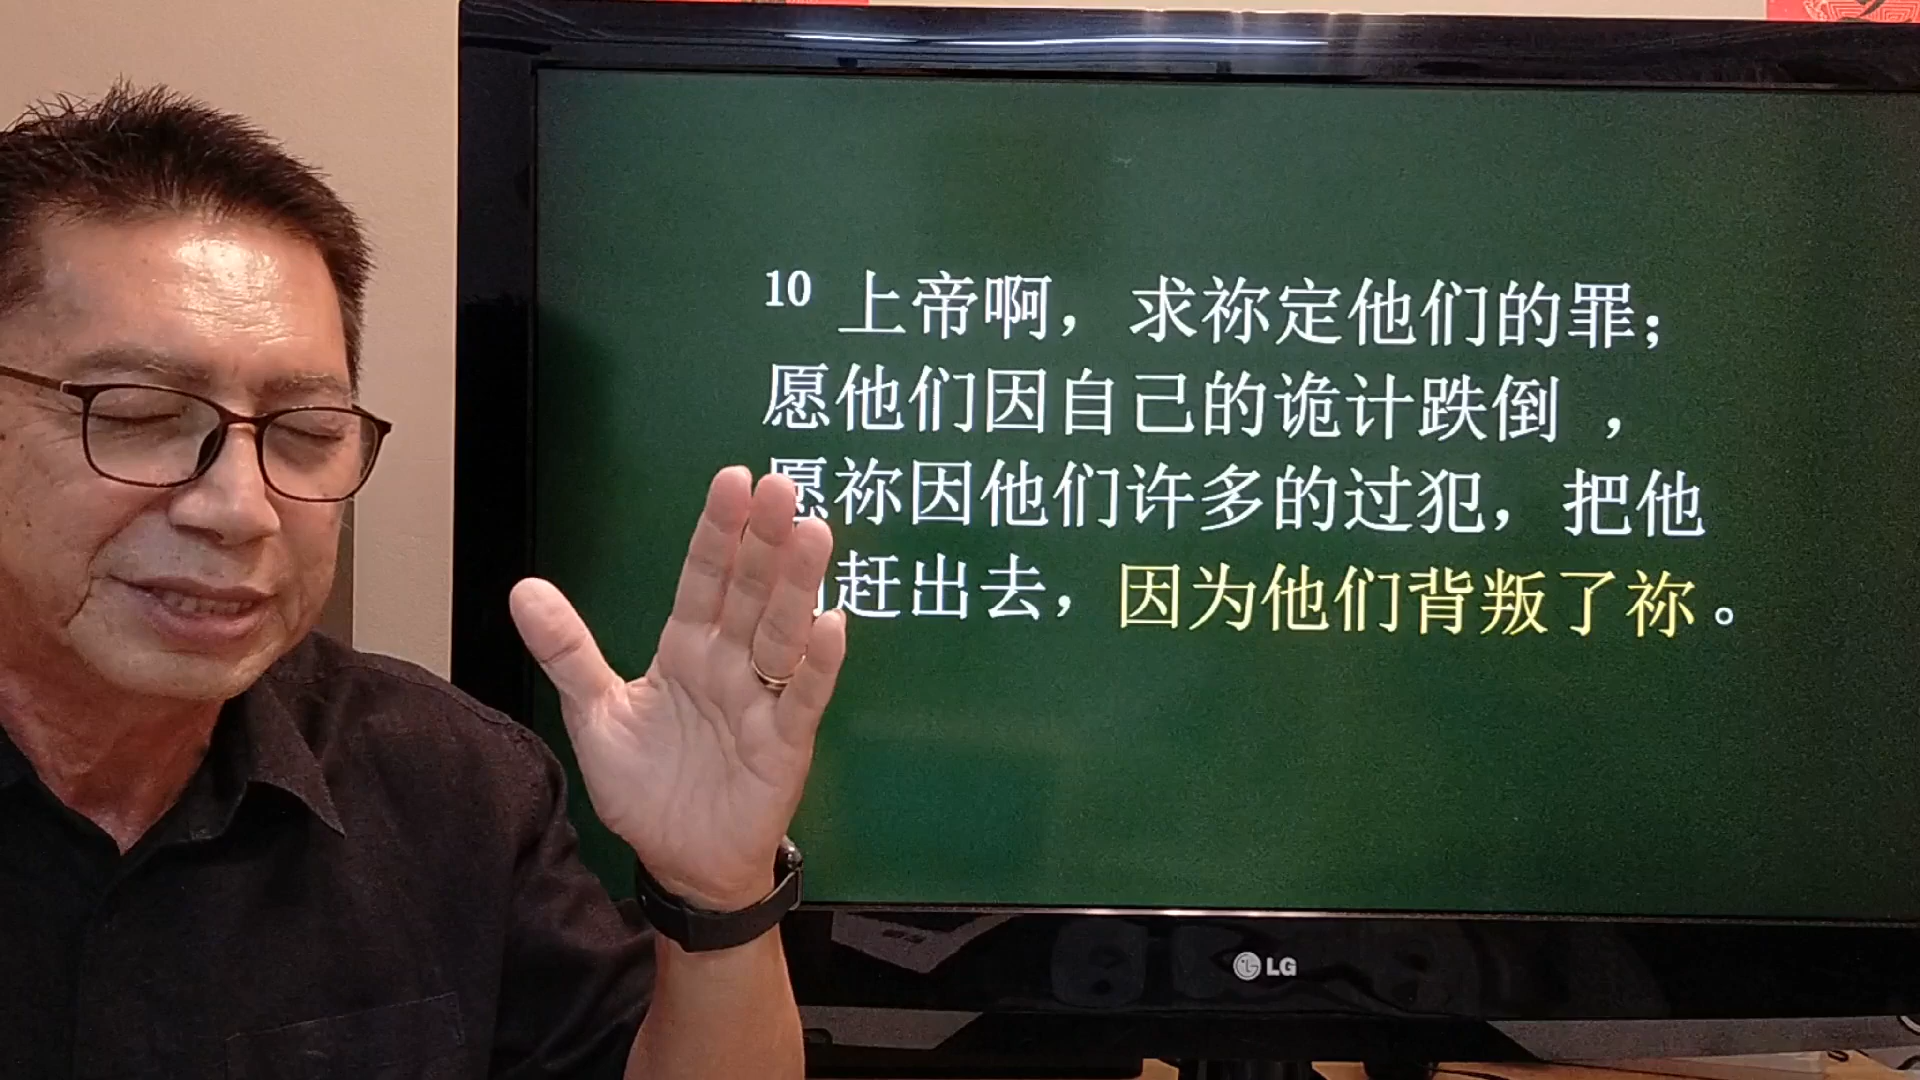 10 上帝啊，求祢定他们的罪；
愿他们因自己的诡计跌倒 ，
愿祢因他们许多的过犯，把他
们赶出去，因为他们背叛了祢。
LG